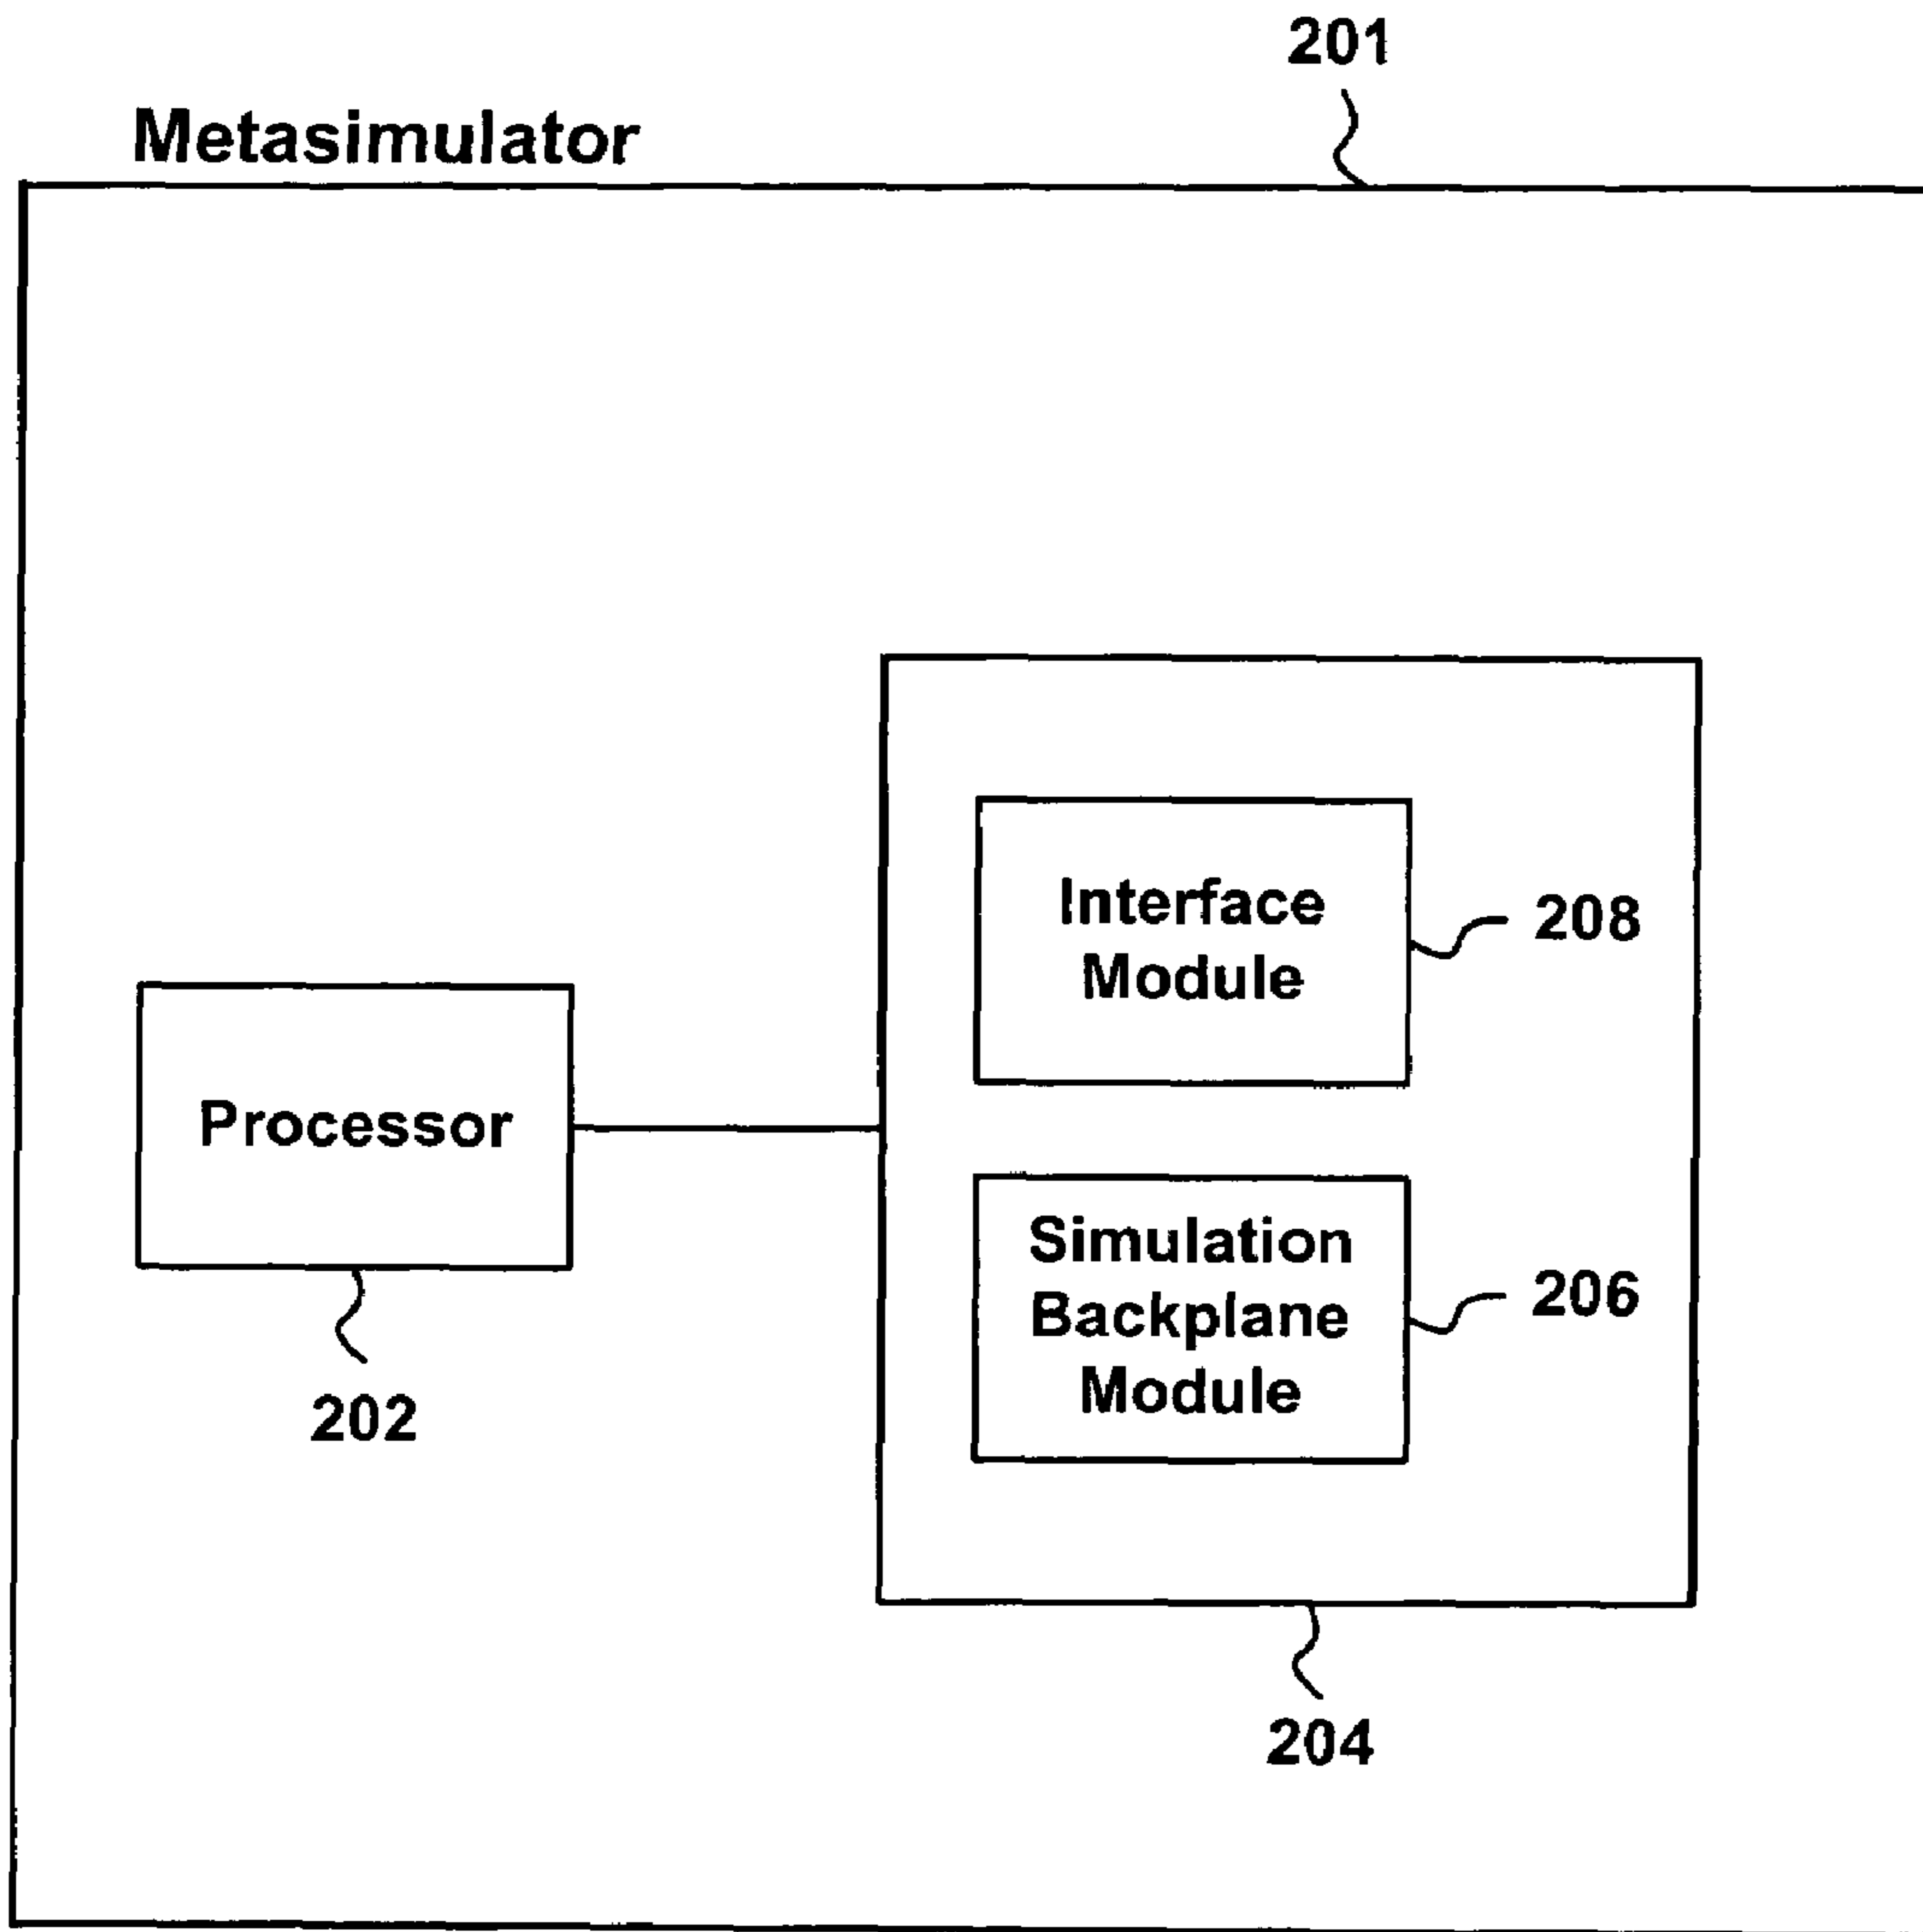 201
Metasimulator
Interface
Module
208
Processor
202
Simulation
Backplane
Module
206
204